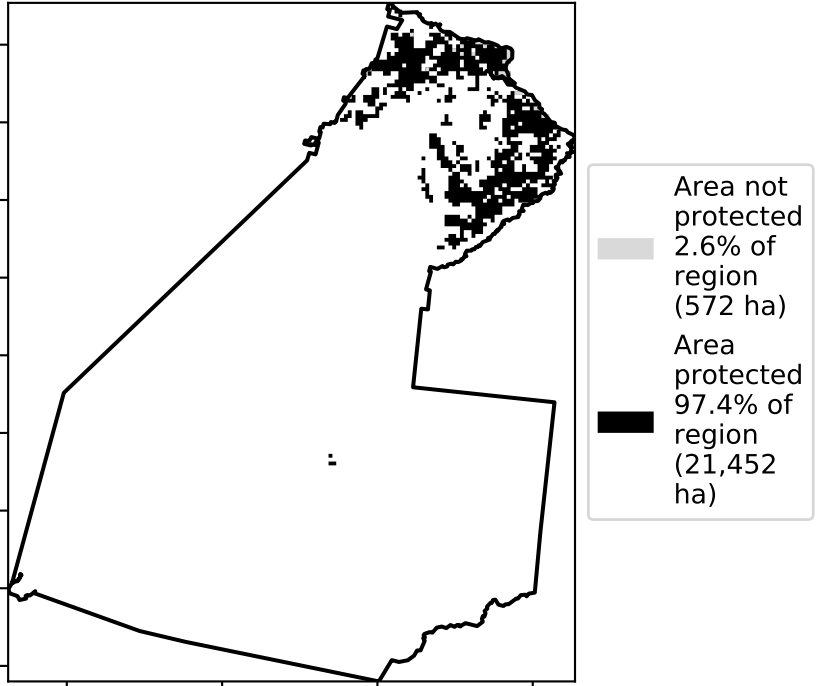 Area not
protected
2.6% of
region
(572 ha)
Area
protected
97.4% of
region
(21,452
ha)